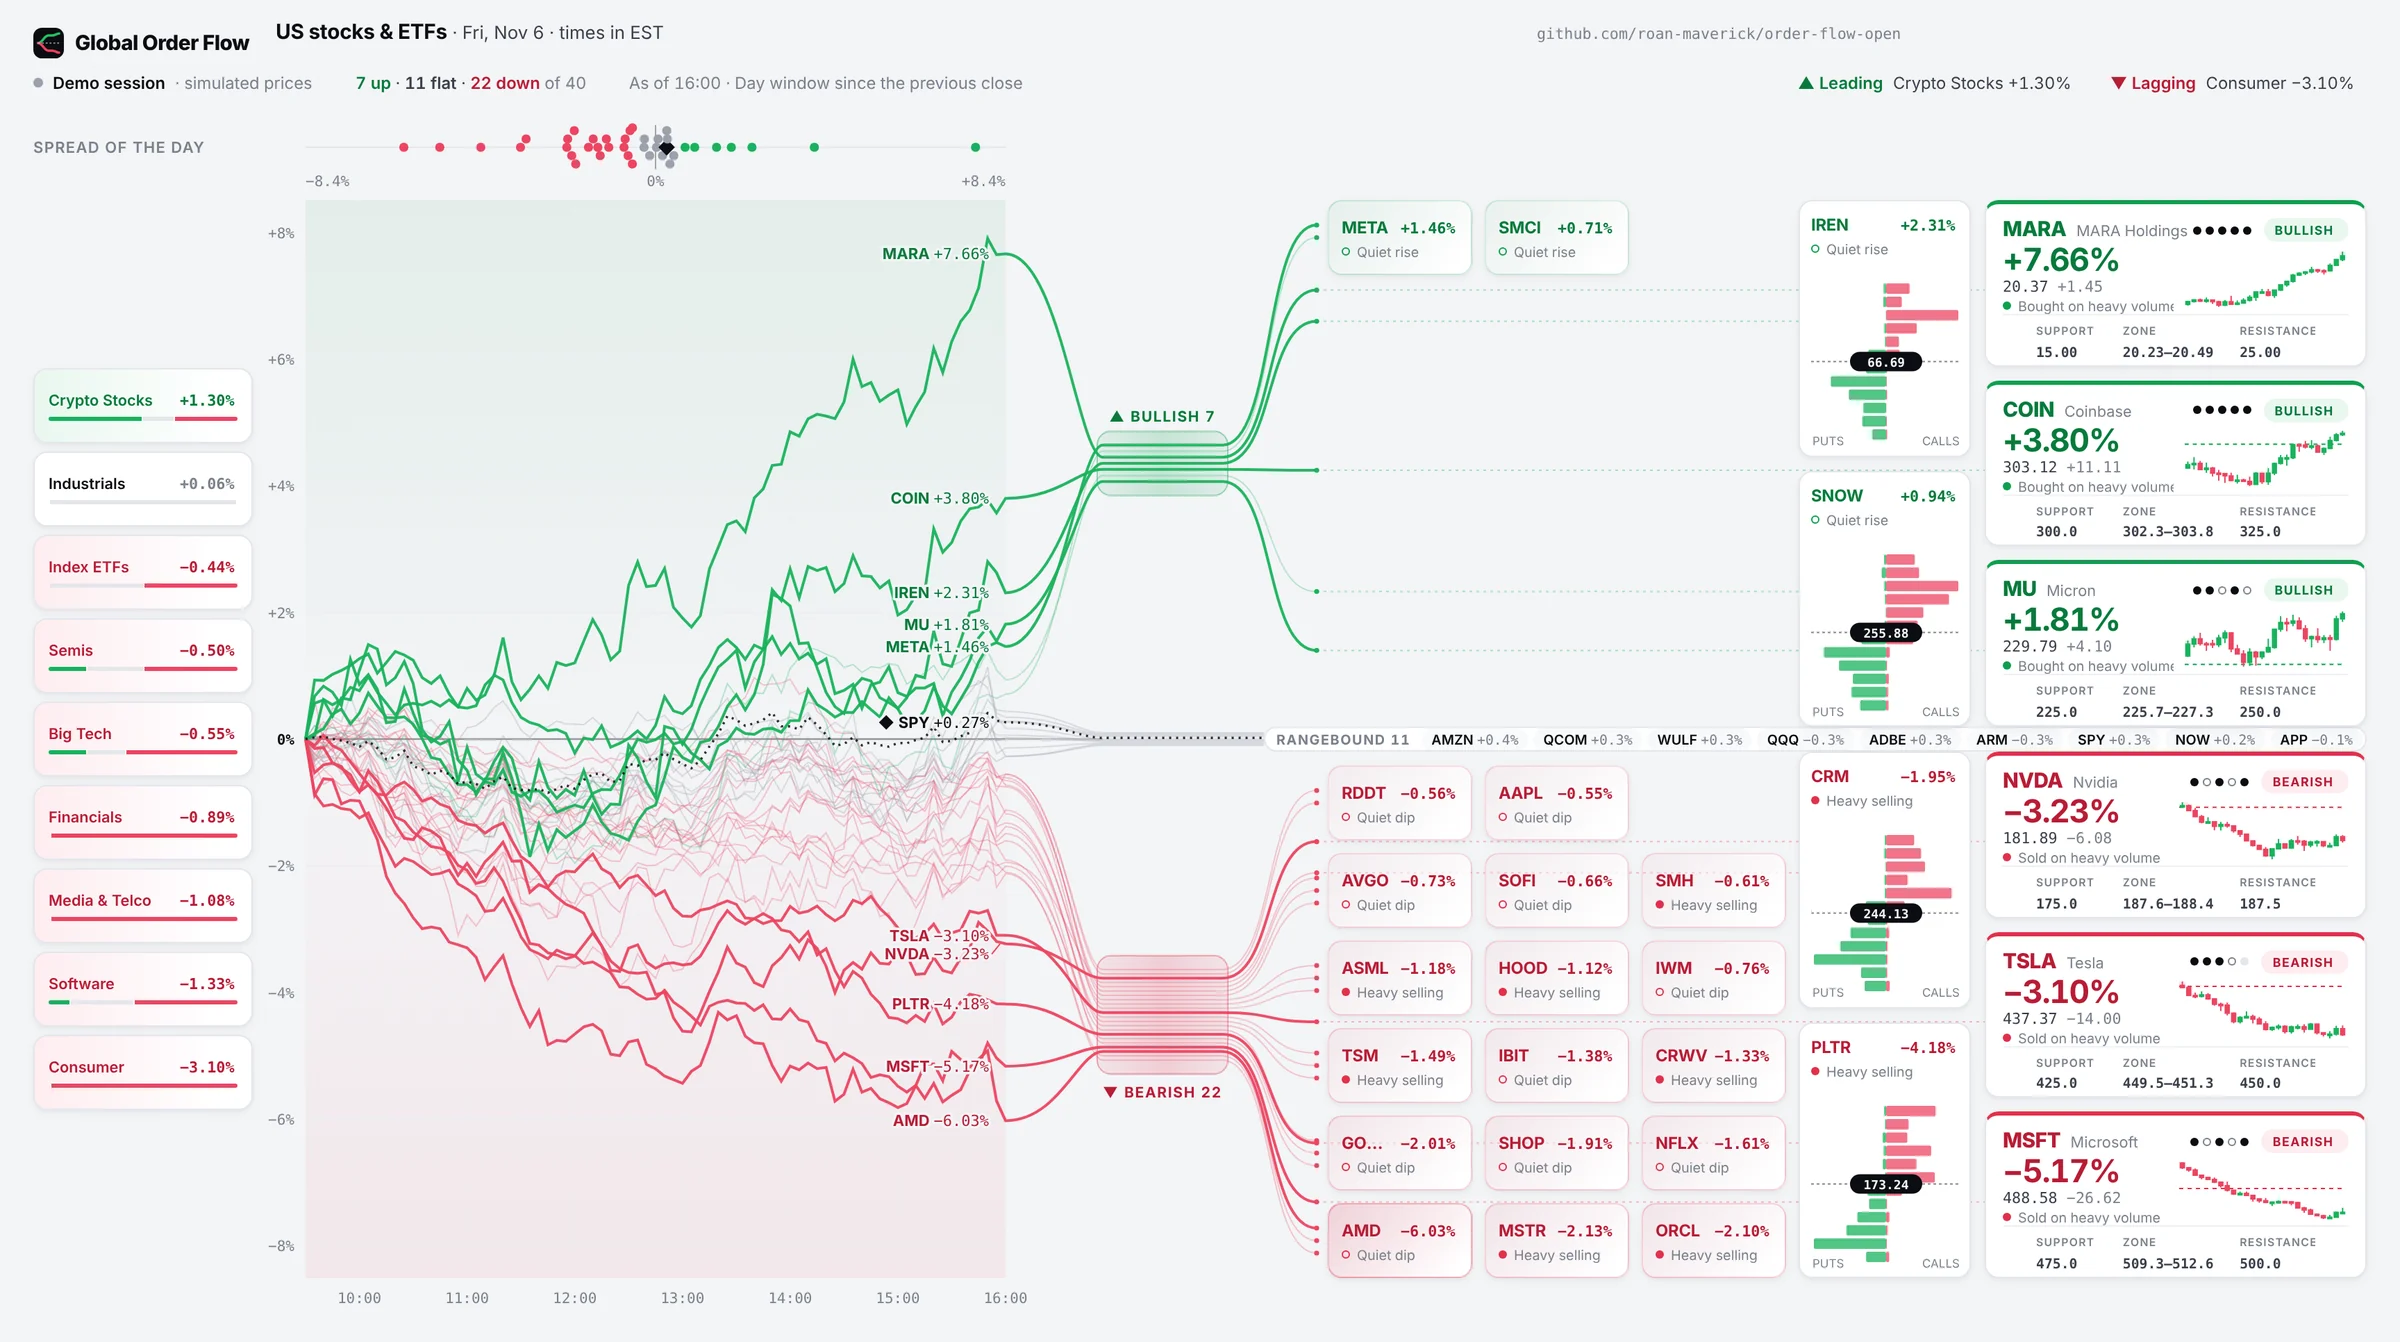 Global Order Flow
US stocks & ETFs · Fri, Nov 6 · times in EST
github.com/roan-maverick/order-flow-open
Demo session · simulated prices
7 up · 11 flat · 22 down of 40
As of 16:00 · Day window since the previous close
▲ Leading Crypto Stocks +1.30%
▼ Lagging Consumer −3.10%
SPREAD OF THE DAY
−8.4% 0% +8.4%
Crypto Stocks +1.30%
Industrials +0.06%
Index ETFs −0.44%
Semis −0.50%
Big Tech −0.55%
Financials −0.89%
Media & Telco −1.08%
Software −1.33%
Consumer −3.10%
+8%
+6%
+4%
+2%
0%
−2%
−4%
−6%
−8%
MARA +7.66%
COIN +3.80%
IREN +2.31%
MU +1.81%
META +1.46%
SPY +0.27%
TSLA −3.10%
NVDA −3.23%
PLTR −4.18%
MSFT −5.17%
AMD −6.03%
10:00 11:00 12:00 13:00 14:00 15:00 16:00
▲ BULLISH 7
▼ BEARISH 22
META +1.46%
Quiet rise
SMCI +0.71%
Quiet rise
IREN +2.31%
Quiet rise
66.69
PUTS CALLS
SNOW +0.94%
Quiet rise
255.88
PUTS CALLS
MARA MARA Holdings BULLISH
+7.66%
20.37 +1.45
Bought on heavy volume
SUPPORT ZONE RESISTANCE
15.00 20.23–20.49 25.00
COIN Coinbase BULLISH
+3.80%
303.12 +11.11
Bought on heavy volume
SUPPORT ZONE RESISTANCE
300.0 302.3–303.8 325.0
MU Micron BULLISH
+1.81%
229.79 +4.10
Bought on heavy volume
SUPPORT ZONE RESISTANCE
225.0 225.7–227.3 250.0
RANGEBOUND 11 AMZN +0.4% QCOM +0.3% WULF +0.3% QQQ −0.3% ADBE +0.3% ARM −0.3% SPY +0.3% NOW +0.2% APP −0.1%
RDDT −0.56%
Quiet dip
AAPL −0.55%
Quiet dip
AVGO −0.73%
Quiet dip
SOFI −0.66%
Quiet dip
SMH −0.61%
Heavy selling
ASML −1.18%
Heavy selling
HOOD −1.12%
Heavy selling
IWM −0.76%
Quiet dip
TSM −1.49%
Heavy selling
IBIT −1.38%
Quiet dip
CRWV −1.33%
Heavy selling
GO… −2.01%
Quiet dip
SHOP −1.91%
Quiet dip
NFLX −1.61%
Quiet dip
AMD −6.03%
Quiet dip
MSTR −2.13%
Heavy selling
ORCL −2.10%
Heavy selling
CRM −1.95%
Heavy selling
244.13
PUTS CALLS
PLTR −4.18%
Heavy selling
173.24
PUTS CALLS
NVDA Nvidia BEARISH
−3.23%
181.89 −6.08
Sold on heavy volume
SUPPORT ZONE RESISTANCE
175.0 187.6–188.4 187.5
TSLA Tesla BEARISH
−3.10%
437.37 −14.00
Sold on heavy volume
SUPPORT ZONE RESISTANCE
425.0 449.5–451.3 450.0
MSFT Microsoft BEARISH
−5.17%
488.58 −26.62
Sold on heavy volume
SUPPORT ZONE RESISTANCE
475.0 509.3–512.6 500.0